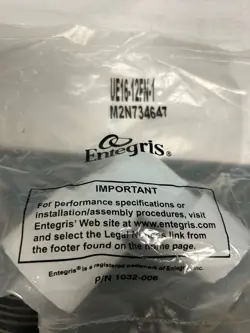 UE16-12FN-1
M2N734647
Entegris®
IMPORTANT
For performance specifications or
installation/assembly procedures, visit
Entegris' Web site at www.entegris.com
and select the Legal Notices link from
the footer found on the home page.
Entegris® is a registered trademark of Entegris, Inc.
P/N 1032-006